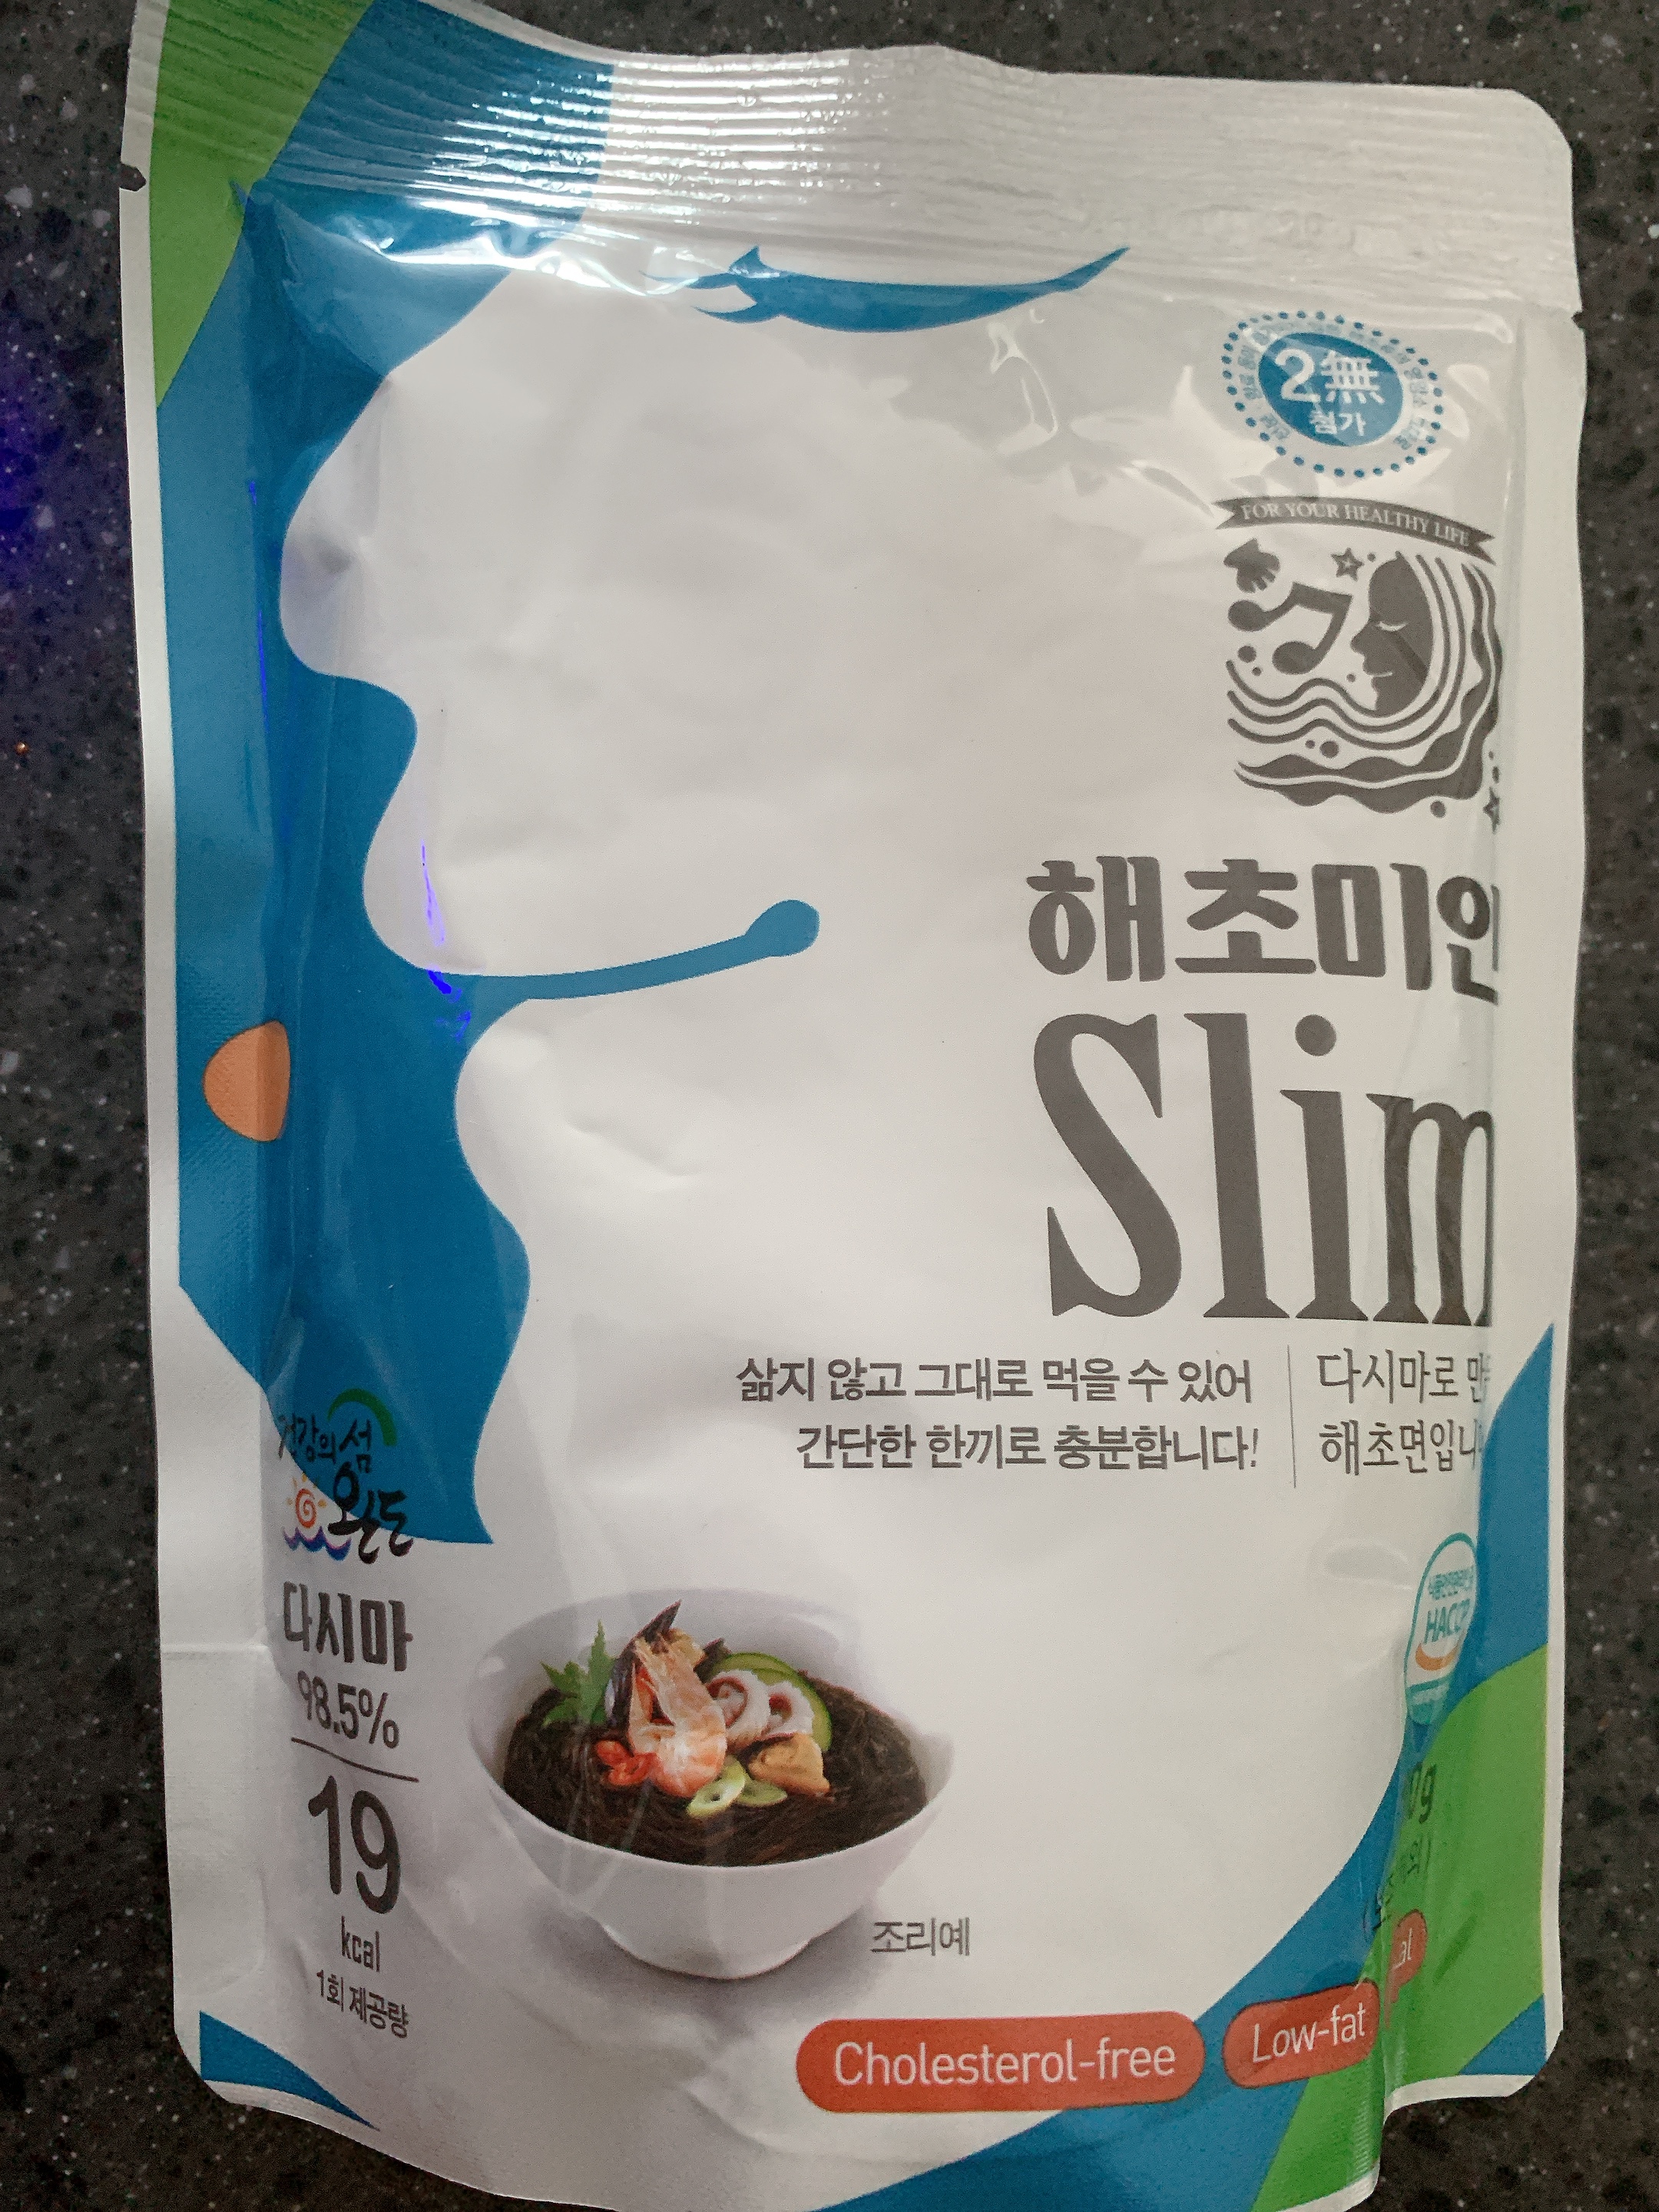 2無
첨가
FOR YOUR HEALTHY LIFE
해초미인
Slim
삶지 않고 그대로 먹을 수 있어
간단한 한끼로 충분합니다!
다시마로
해초면입니
건강의 섬
완도
다시마
98.5%
19
kcal
1회 제공량
HACCP
0g
조리예
Cholesterol-free
Low-fat